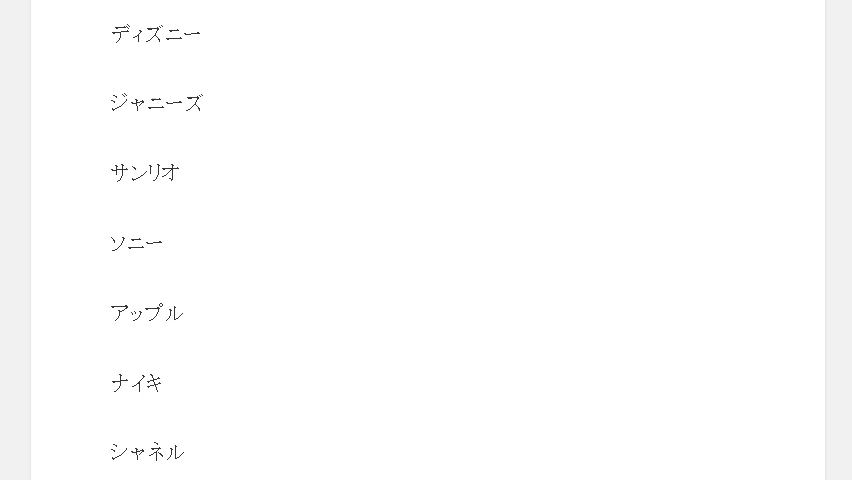 ディズニー
ジャニーズ
サンリオ
ソニー
アップル
ナイキ
シャネル